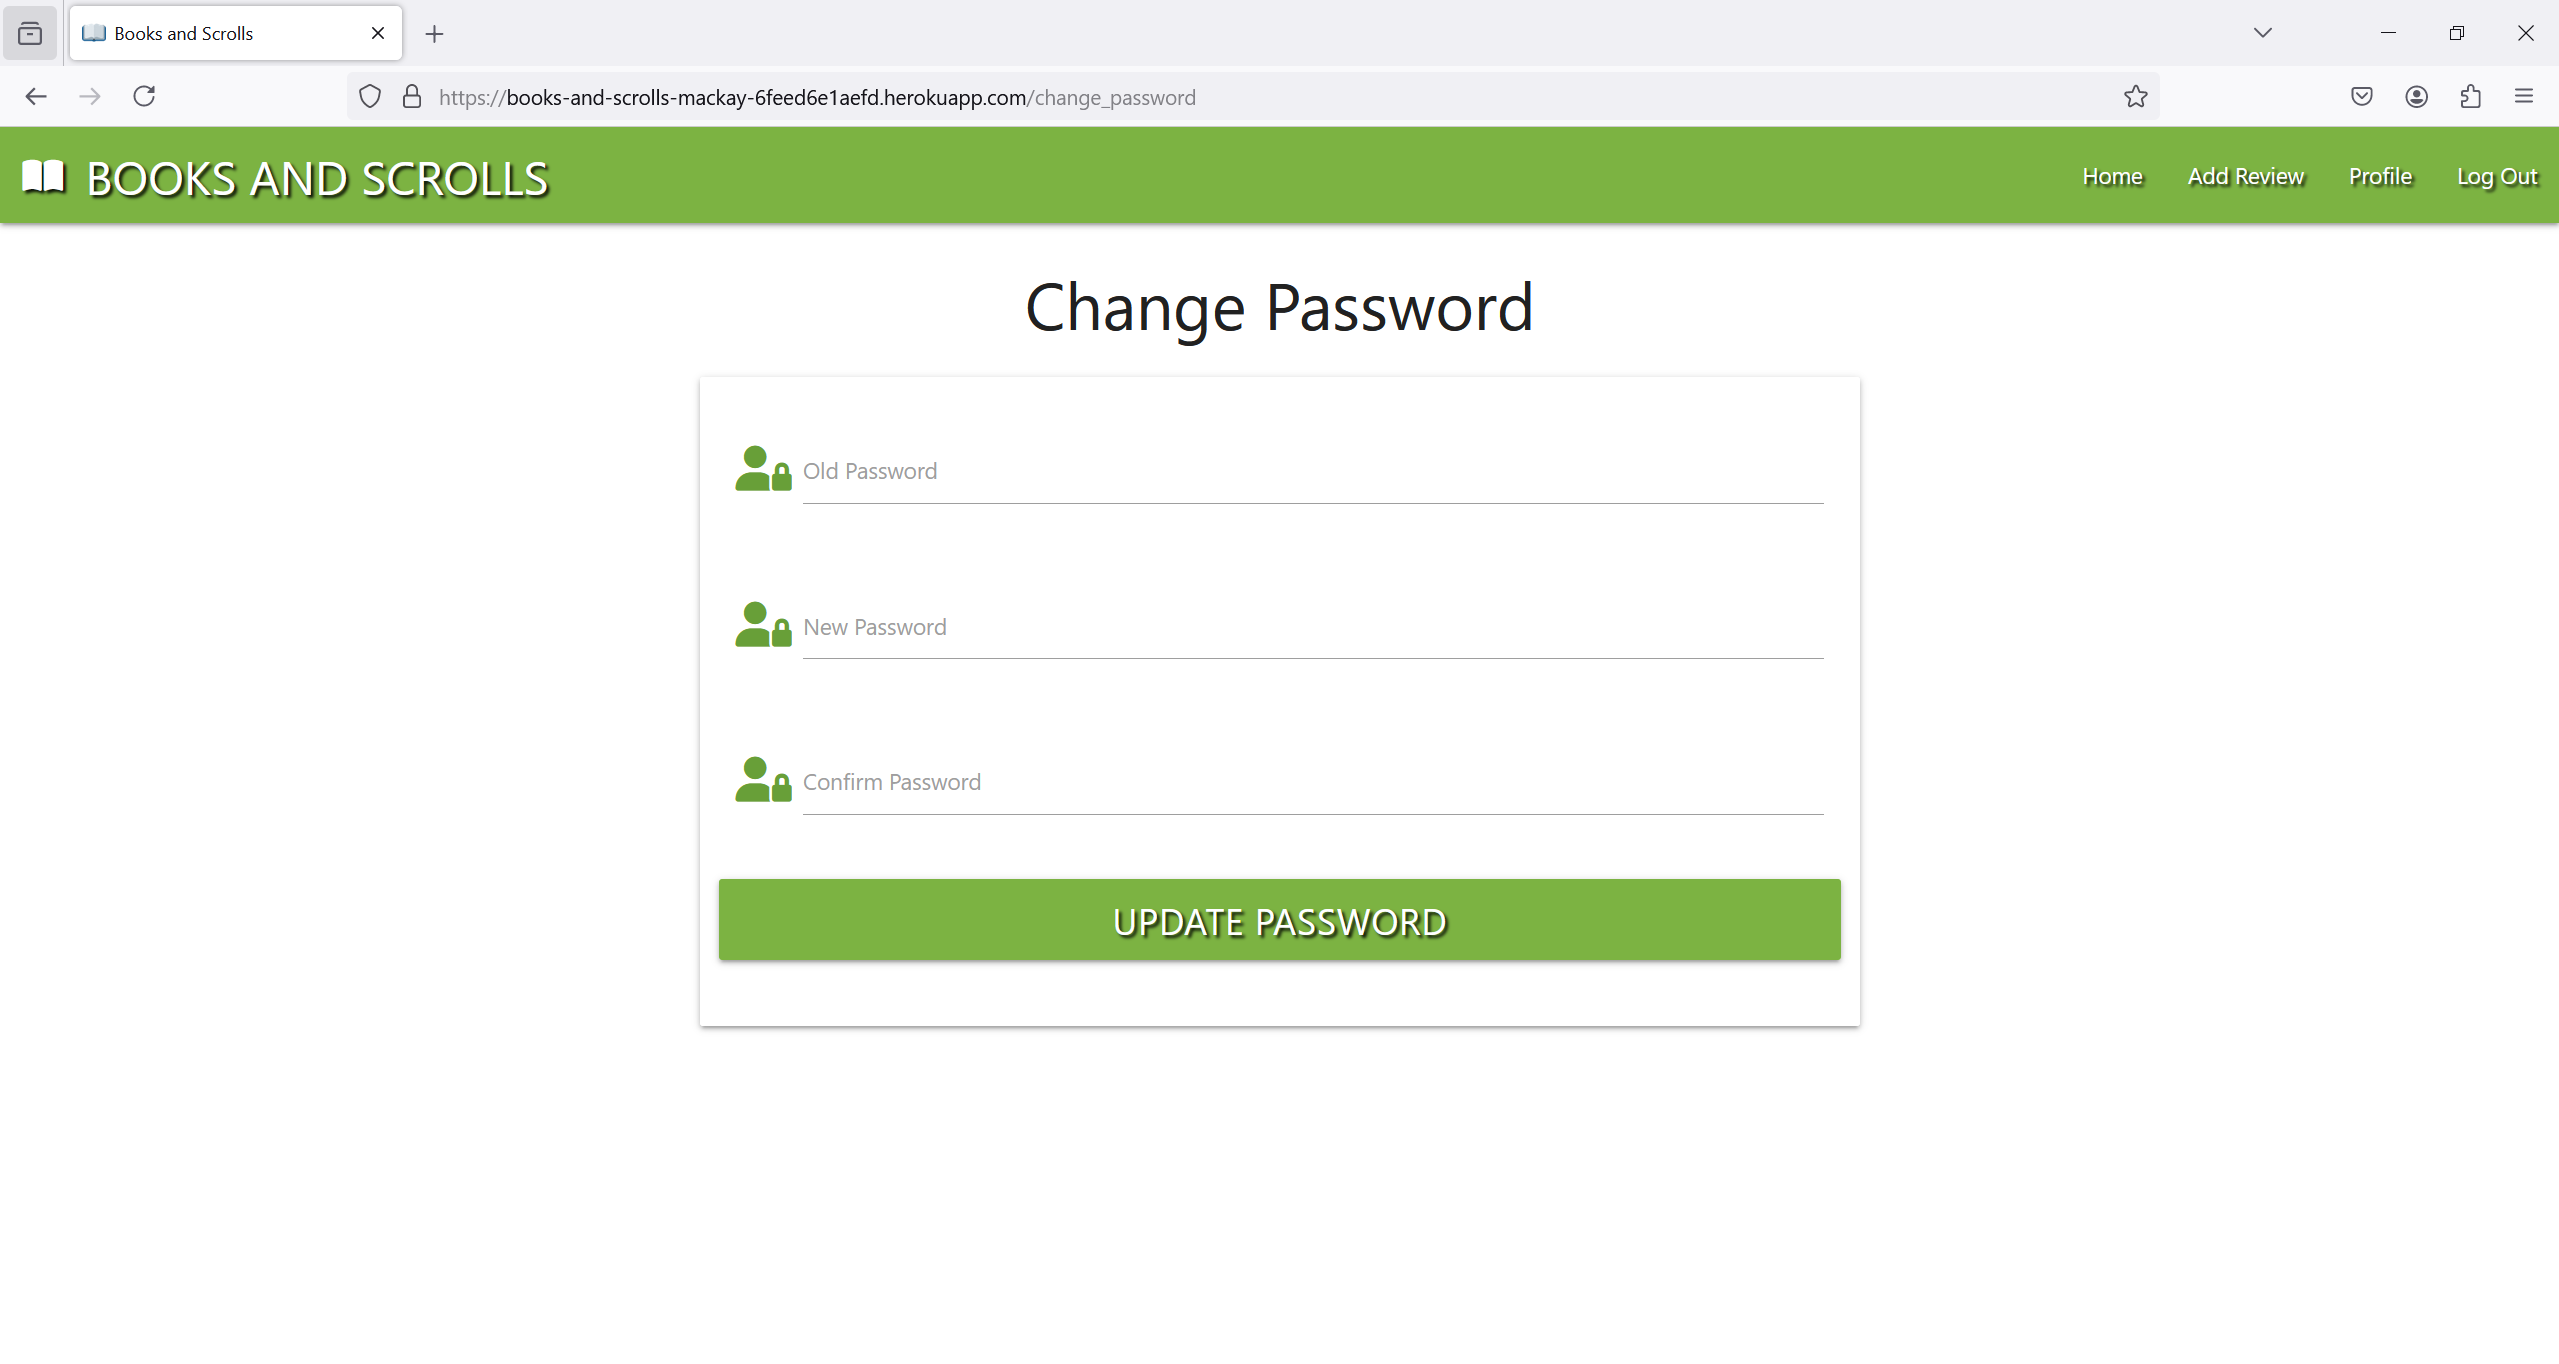 Books and Scrolls
https://books-and-scrolls-mackay-6feed6e1aefd.herokuapp.com/change_password
BOOKS AND SCROLLS
Home
Add Review
Profile
Log Out
Change Password
Old Password
New Password
Confirm Password
UPDATE PASSWORD